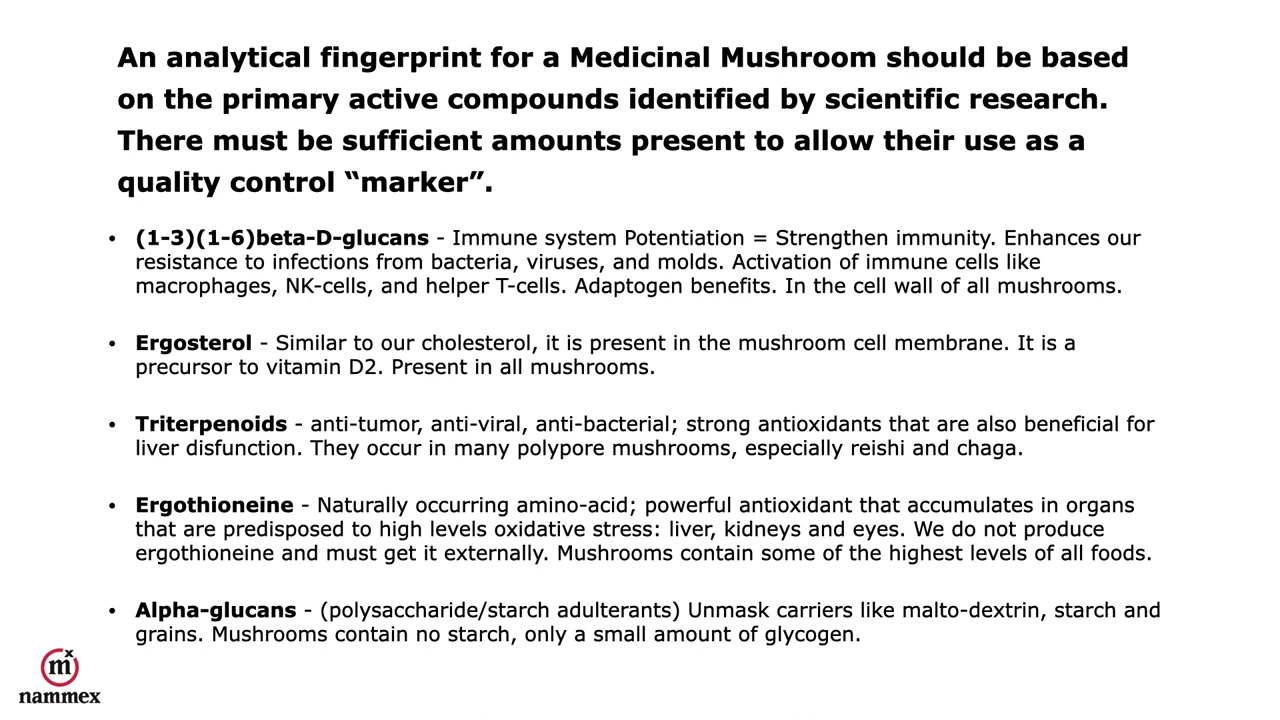 An analytical fingerprint for a Medicinal Mushroom should be based
on the primary active compounds identified by scientific research.
There must be sufficient amounts present to allow their use as a
quality control “marker”.
• (1-3)(1-6)beta-D-glucans - Immune system Potentiation = Strengthen immunity. Enhances our
resistance to infections from bacteria, viruses, and molds. Activation of immune cells like
macrophages, NK-cells, and helper T-cells. Adaptogen benefits. In the cell wall of all mushrooms.
• Ergosterol - Similar to our cholesterol, it is present in the mushroom cell membrane. It is a
precursor to vitamin D2. Present in all mushrooms.
• Triterpenoids - anti-tumor, anti-viral, anti-bacterial; strong antioxidants that are also beneficial for
liver disfunction. They occur in many polypore mushrooms, especially reishi and chaga.
• Ergothioneine - Naturally occurring amino-acid; powerful antioxidant that accumulates in organs
that are predisposed to high levels oxidative stress: liver, kidneys and eyes. We do not produce
ergothioneine and must get it externally. Mushrooms contain some of the highest levels of all foods.
• Alpha-glucans - (polysaccharide/starch adulterants) Unmask carriers like malto-dextrin, starch and
grains. Mushrooms contain no starch, only a small amount of glycogen.
mx
nammex